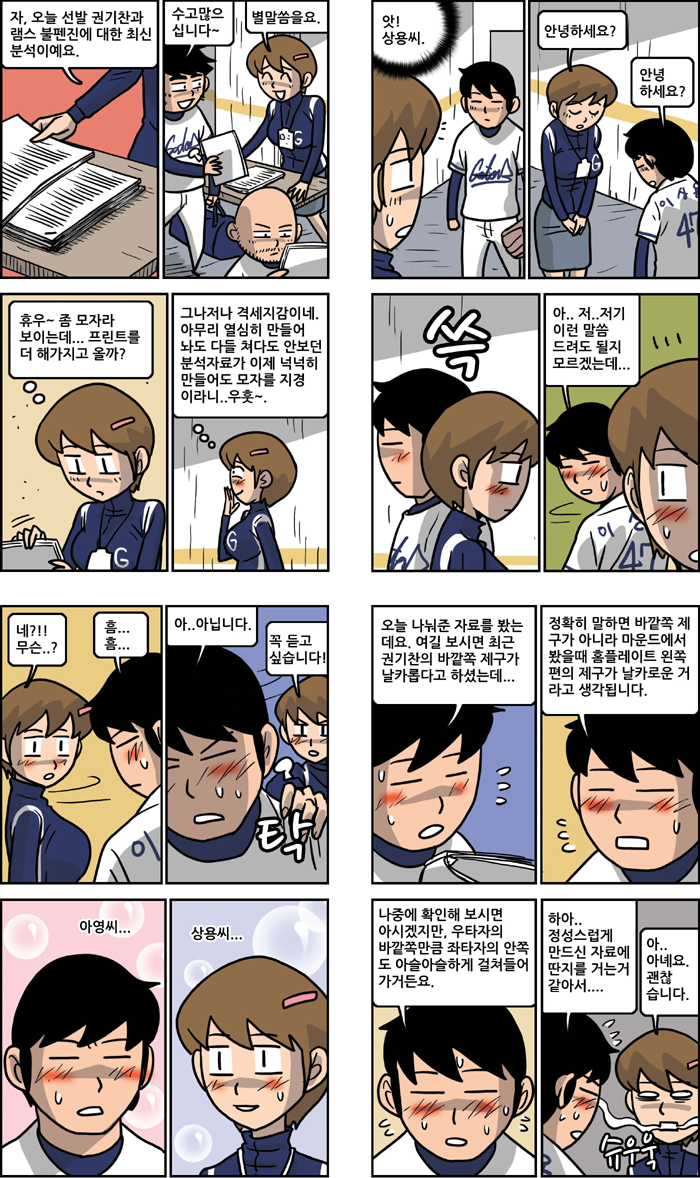 자, 오늘 선발 권기찬과
램스 불펜진에 대한 최신
분석이예요.
수고많으
십니다~
별말씀을요.
G
휴우~ 좀 모자라
보이는데... 프린트를
더 해가지고 올까?
G
그나저나 격세지감이네.
아무리 열심히 만들어
놔도 다들 쳐다도 안보던
분석자료가 이제 넉넉히
만들어도 모자를 지경
이라니..우훗~.
G
앗!
상용씨.
안녕하세요?
안녕
하세요?
G
이상
47
쓱
아.. 저..저기
이런 말씀
드려도 될지
모르겠는데...
이
47
네?!!
무슨..?
흠...
흠...
이
아..아닙니다.
꼭 듣고
싶습니다!
탁
아영씨...
상용씨...
오늘 나눠준 자료를 봤는
데요. 여길 보시면 최근
권기찬의 바깥쪽 제구가
날카롭다고 하셨는데...
정확히 말하면 바깥쪽 제
구가 아니라 마운드에서
봤을때 홈플레이트 왼쪽
편의 제구가 날카로운 거
라고 생각됩니다.
나중에 확인해 보시면
아시겠지만, 우타자의
바깥쪽만큼 좌타자의 안쪽
도 아슬아슬하게 걸쳐들어
가거든요.
하아..
정성스럽게
만드신 자료에
딴지를 거는거
같아서....
아..
아녜요.
괜찮
습니다.
슈우욱